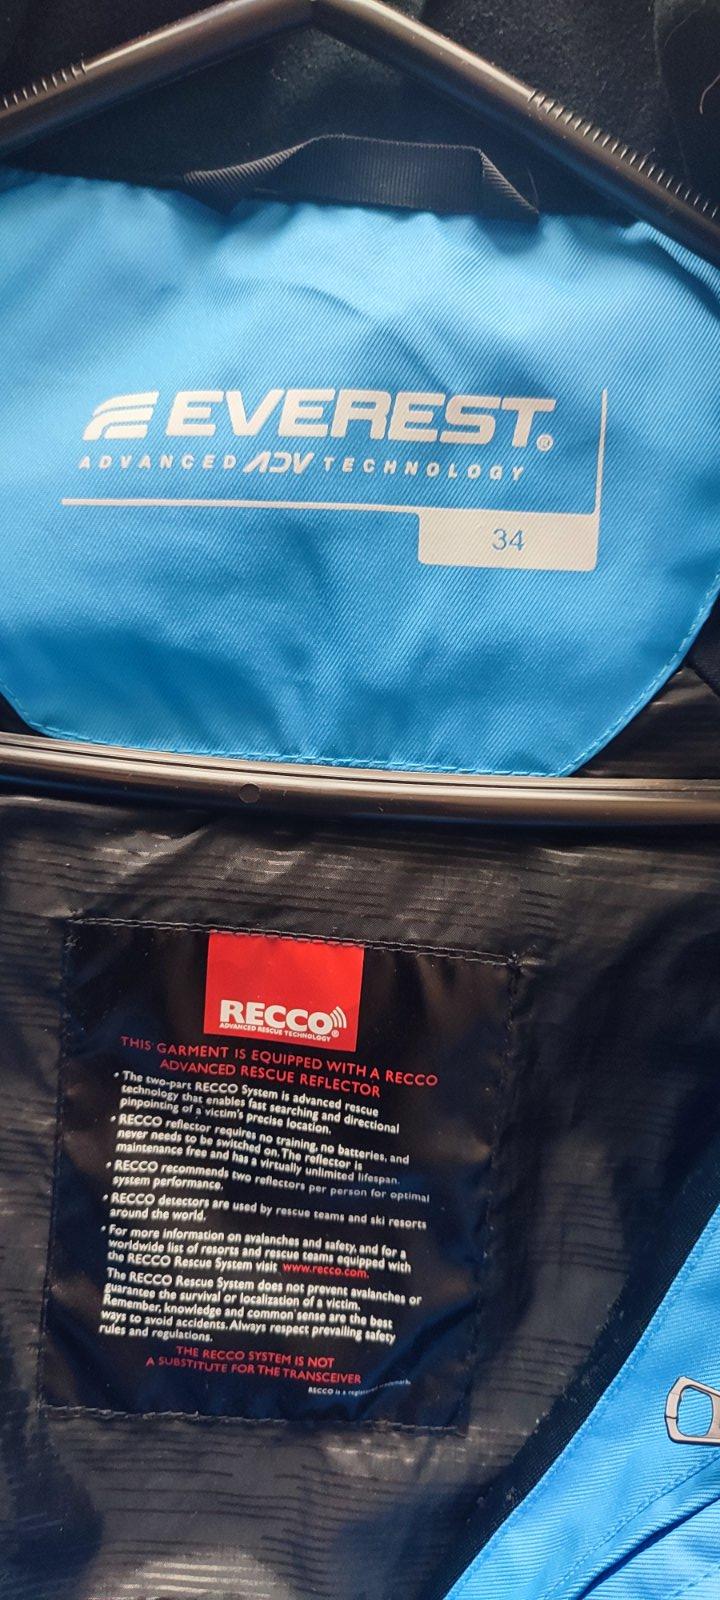 EVEREST®
ADVANCED ADV TECHNOLOGY
34
RECCO®
ADVANCED RESCUE TECHNOLOGY
THIS GARMENT IS EQUIPPED WITH A RECCO
ADVANCED RESCUE REFLECTOR
• The two-part RECCO System is advanced rescue
technology that enables fast searching and directional
pinpointing of a victim's precise location.
• RECCO reflector requires no training, no batteries, and
never needs to be switched on. The reflector is
maintenance free and has a virtually unlimited lifespan.
• RECCO recommends two reflectors per person for optimal
system performance.
• RECCO detectors are used by rescue teams and ski resorts
around the world.
• For more information on avalanches and safety, and for a
worldwide list of resorts and rescue teams equipped with
the RECCO Rescue System visit www.recco.com.
The RECCO Rescue System does not prevent avalanches or
guarantee the survival or localization of a victim.
Remember, knowledge and common sense are the best
ways to avoid accidents. Always respect prevailing safety
rules and regulations.
THE RECCO SYSTEM IS NOT
A SUBSTITUTE FOR THE TRANSCEIVER
RECCO is a registered trademark.